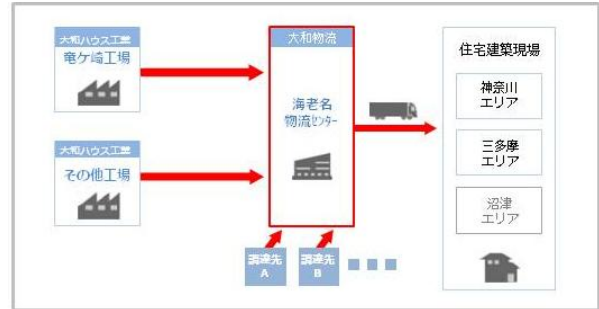 大和ハウス工業
竜ケ崎工場
大和ハウス工業
その他工場
大和物流
海老名
物流センター
調達先
A
調達先
B
住宅建築現場
神奈川
エリア
三多摩
エリア
沼津
エリア